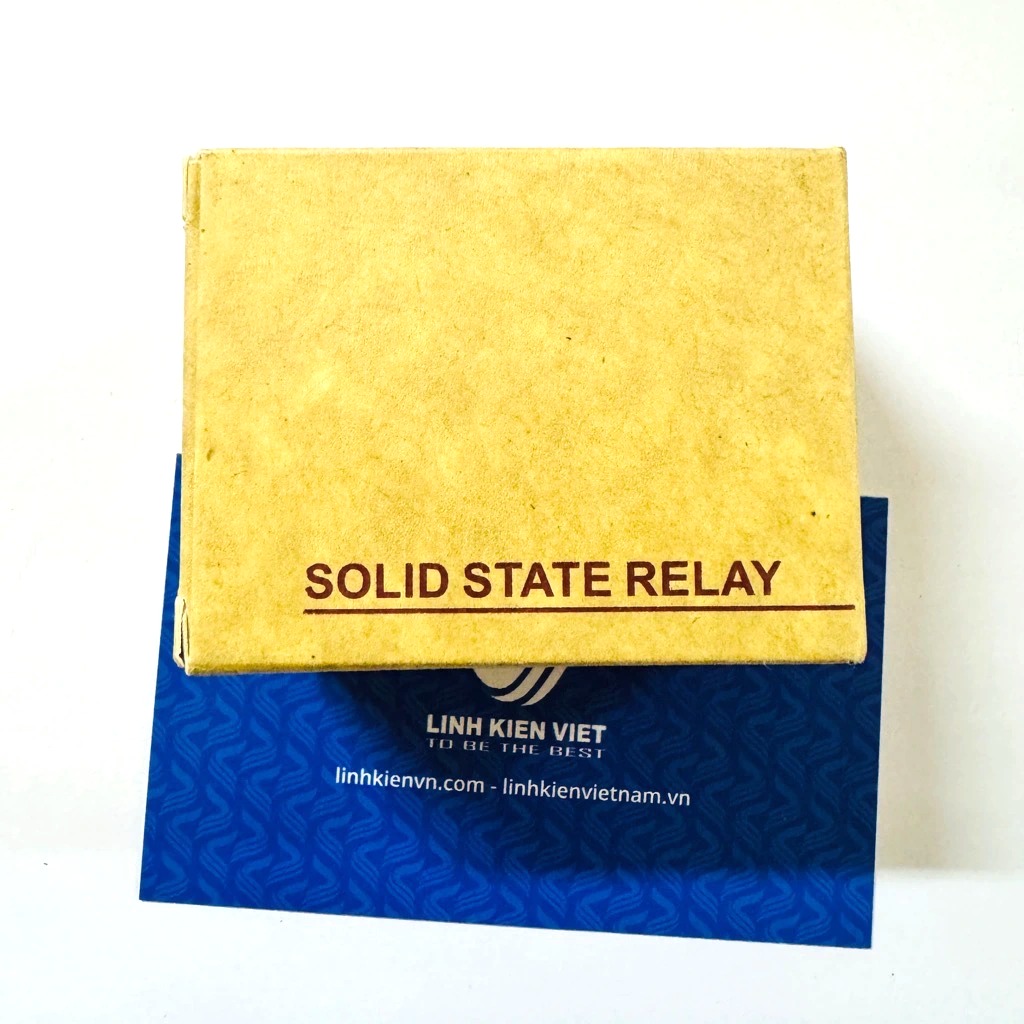 SOLID STATE RELAY
LINH KIEN VIET
TO BE THE BEST
linhkienvn.com - linhkienvietnam.vn